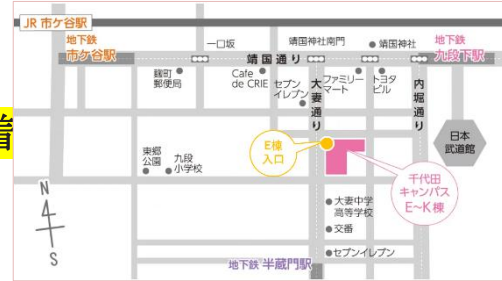 JR 市ケ谷駅
地下鉄
市ケ谷駅
一口坂
靖国神社南門
靖国神社
地下鉄
九段下駅
靖国通り
麹町
郵便局
Cafe
de CRIE
セブン
イレブン
大妻通り
ファミリー
マート
トヨタ
ビル
内堀通り
着
E棟
入口
日本
武道館
東郷
公園
九段
小学校
千代田
キャンパス
E〜K棟
大妻中学
高等学校
交番
セブンイレブン
地下鉄 半蔵門駅
N
S